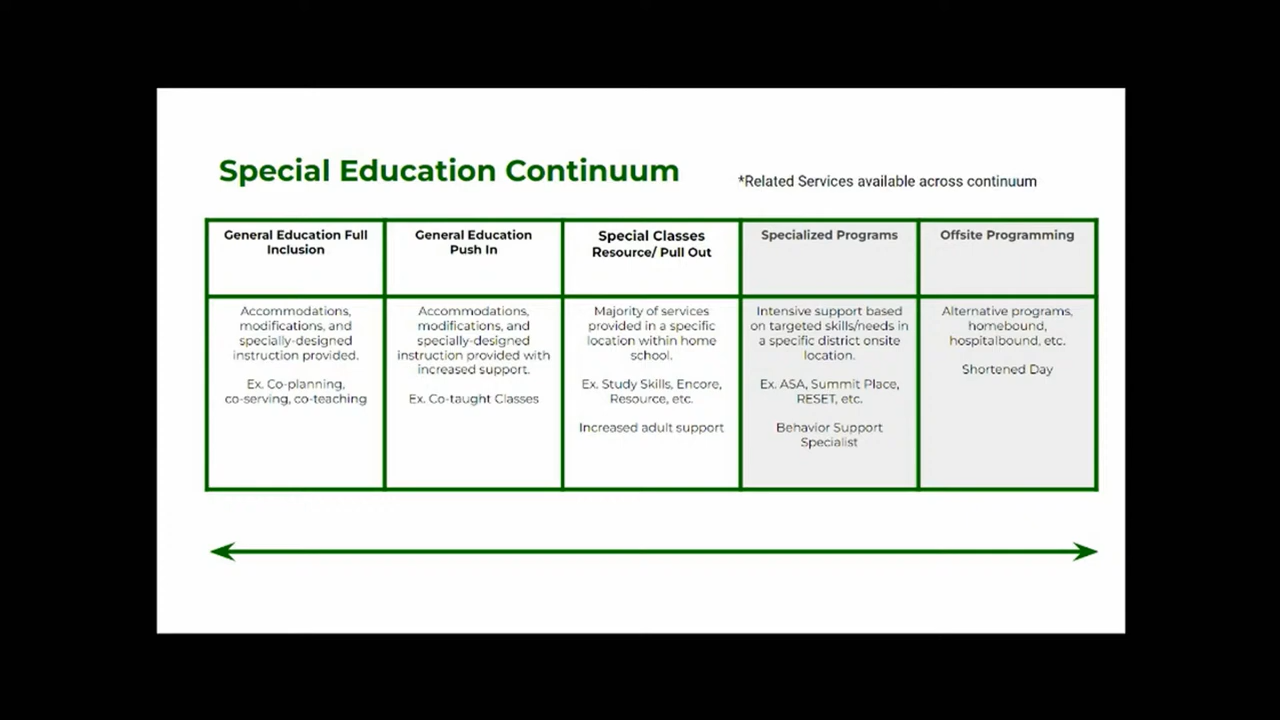 Special Education Continuum
*Related Services available across continuum
General Education Full
Inclusion
General Education
Push In
Special Classes
Resource/ Pull Out
Specialized Programs
Offsite Programming
Accommodations,
modifications, and
specially-designed
instruction provided.
Ex. Co-planning,
co-serving, co-teaching
Accommodations,
modifications, and
specially-designed
instruction provided with
increased support.
Ex. Co-taught Classes
Majority of services
provided in a specific
location within home
school.
Ex. Study Skills, Encore,
Resource, etc.
Increased adult support
Intensive support based
on targeted skills/needs in
a specific district onsite
location.
Ex. ASA, Summit Place,
RESET, etc.
Behavior Support
Specialist
Alternative programs,
homebound,
hospitalbound, etc.
Shortened Day